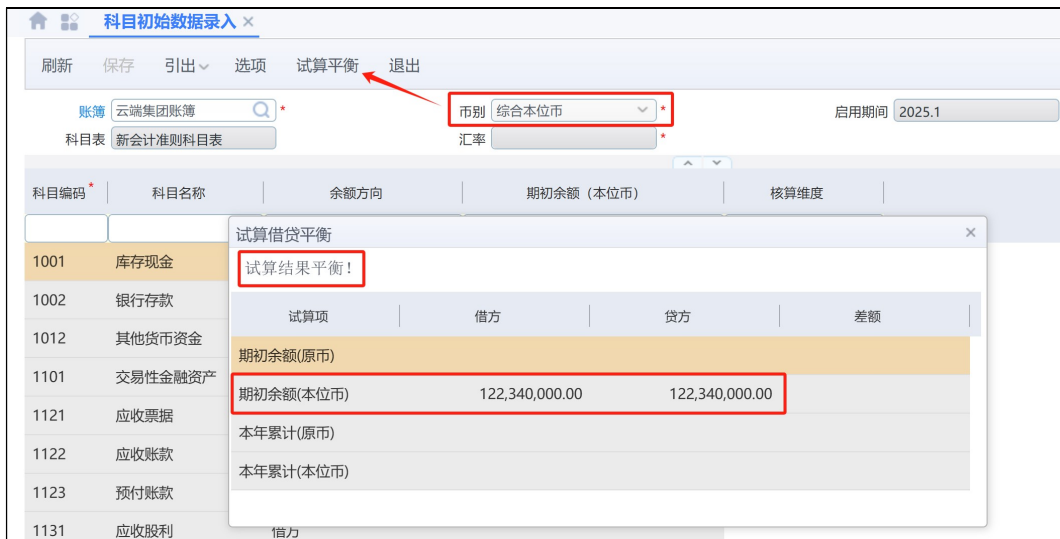 科目初始数据录入 ×
刷新 保存 引出 选项 试算平衡 退出
账簿 云端集团账簿 * 币别 综合本位币 * 启用期间 2025.1
科目表 新会计准则科目表 汇率 *
科目编码* 科目名称 余额方向 期初余额（本位币） 核算维度
试算借贷平衡 ×
1001 库存现金 试算结果平衡！
1002 银行存款
试算项 借方 贷方 差额
1012 其他货币资金
期初余额(原币)
1101 交易性金融资产
期初余额(本位币) 122,340,000.00 122,340,000.00
1121 应收票据
本年累计(原币)
1122 应收账款
本年累计(本位币)
1123 预付账款
1131 应收股利 借方